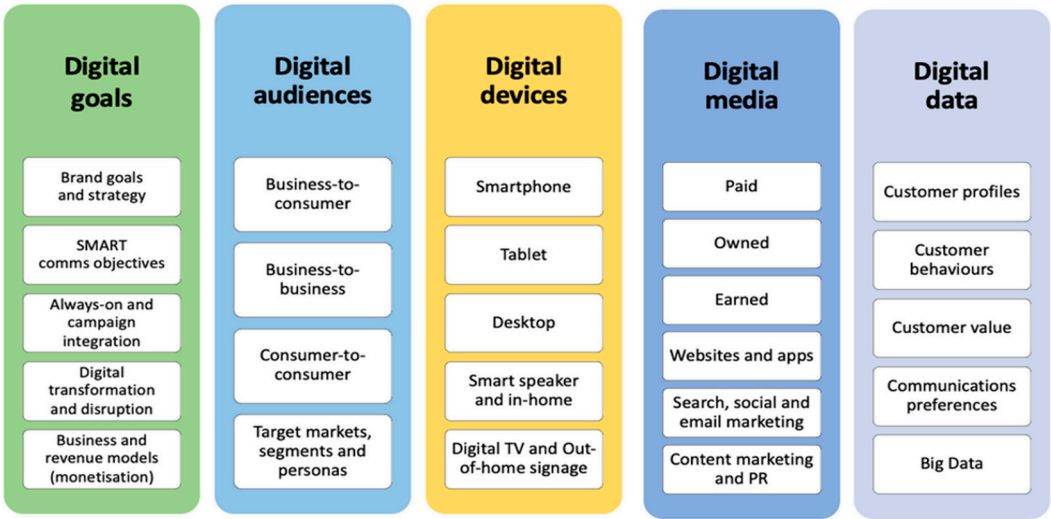 Digital
goals
Brand goals
and strategy
SMART
comms objectives
Always-on and
campaign
integration
Digital
transformation
and disruption
Business and
revenue models
(monetisation)
Digital
audiences
Business-to-
consumer
Business-to-
business
Consumer-to-
consumer
Target markets,
segments and
personas
Digital
devices
Smartphone
Tablet
Desktop
Smart speaker
and in-home
Digital TV and Out-
of-home signage
Digital
media
Paid
Owned
Earned
Websites and apps
Search, social and
email marketing
Content marketing
and PR
Digital
data
Customer profiles
Customer
behaviours
Customer value
Communications
preferences
Big Data